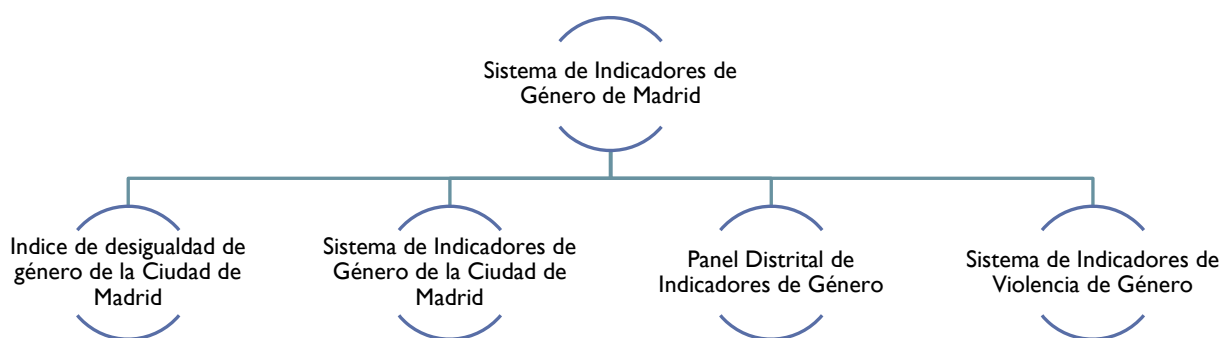 Sistema de Indicadores de
Género de Madrid
Indice de desigualdad de
género de la Ciudad de
Madrid
Sistema de Indicadores de
Género de la Ciudad de
Madrid
Panel Distrital de
Indicadores de Género
Sistema de Indicadores de
Violencia de Género